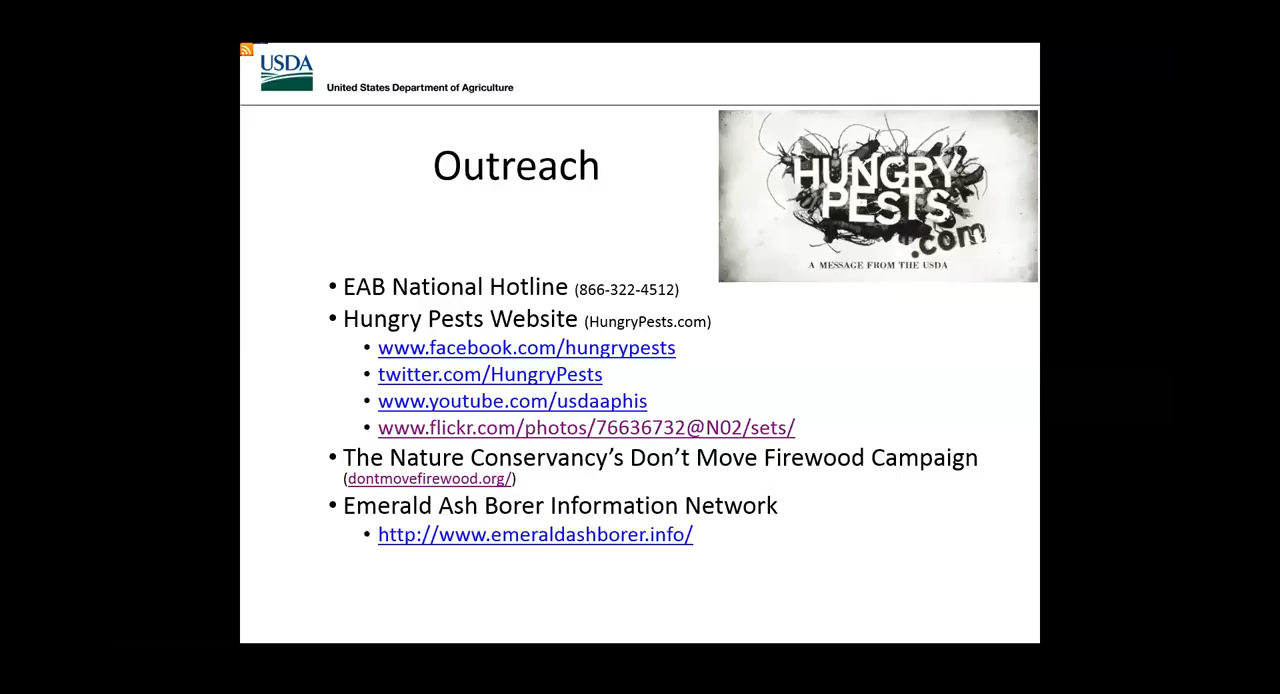 USDA
United States Department of Agriculture
Outreach
HUNGRY
PESTS
.com
A MESSAGE FROM THE USDA
• EAB National Hotline (866-322-4512)
• Hungry Pests Website (HungryPests.com)
• www.facebook.com/hungrypests
• twitter.com/HungryPests
• www.youtube.com/usdaaphis
• www.flickr.com/photos/76636732@N02/sets/
• The Nature Conservancy’s Don’t Move Firewood Campaign
(dontmovefirewood.org/)
• Emerald Ash Borer Information Network
• http://www.emeraldashborer.info/